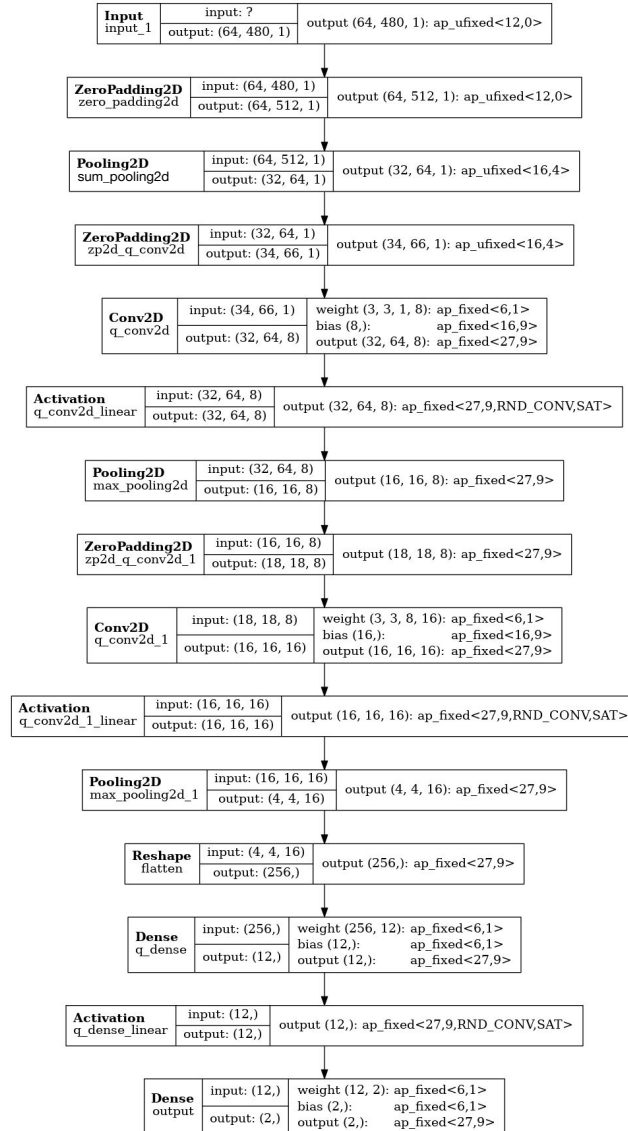 Input
input_1
input: ?
output: (64, 480, 1)
output (64, 480, 1): ap_ufixed<12,0>
ZeroPadding2D
zero_padding2d
input: (64, 480, 1)
output: (64, 512, 1)
output (64, 512, 1): ap_ufixed<12,0>
Pooling2D
sum_pooling2d
input: (64, 512, 1)
output: (32, 64, 1)
output (32, 64, 1): ap_ufixed<16,4>
ZeroPadding2D
zp2d_q_conv2d
input: (32, 64, 1)
output: (34, 66, 1)
output (34, 66, 1): ap_ufixed<16,4>
Conv2D
q_conv2d
input: (34, 66, 1)
output: (32, 64, 8)
weight (3, 3, 1, 8): ap_fixed<6,1>
bias (8,): ap_fixed<16,9>
output (32, 64, 8): ap_fixed<27,9>
Activation
q_conv2d_linear
input: (32, 64, 8)
output: (32, 64, 8)
output (32, 64, 8): ap_fixed<27,9,RND_CONV,SAT>
Pooling2D
max_pooling2d
input: (32, 64, 8)
output: (16, 16, 8)
output (16, 16, 8): ap_fixed<27,9>
ZeroPadding2D
zp2d_q_conv2d_1
input: (16, 16, 8)
output: (18, 18, 8)
output (18, 18, 8): ap_fixed<27,9>
Conv2D
q_conv2d_1
input: (18, 18, 8)
output: (16, 16, 16)
weight (3, 3, 8, 16): ap_fixed<6,1>
bias (16,): ap_fixed<16,9>
output (16, 16, 16): ap_fixed<27,9>
Activation
q_conv2d_1_linear
input: (16, 16, 16)
output: (16, 16, 16)
output (16, 16, 16): ap_fixed<27,9,RND_CONV,SAT>
Pooling2D
max_pooling2d_1
input: (16, 16, 16)
output: (4, 4, 16)
output (4, 4, 16): ap_fixed<27,9>
Reshape
flatten
input: (4, 4, 16)
output: (256,)
output (256,): ap_fixed<27,9>
Dense
q_dense
input: (256,)
output: (12,)
weight (256, 12): ap_fixed<6,1>
bias (12,): ap_fixed<6,1>
output (12,): ap_fixed<27,9>
Activation
q_dense_linear
input: (12,)
output: (12,)
output (12,): ap_fixed<27,9,RND_CONV,SAT>
Dense
output
input: (12,)
output: (2,)
weight (12, 2): ap_fixed<6,1>
bias (2,): ap_fixed<6,1>
output (2,): ap_fixed<27,9>